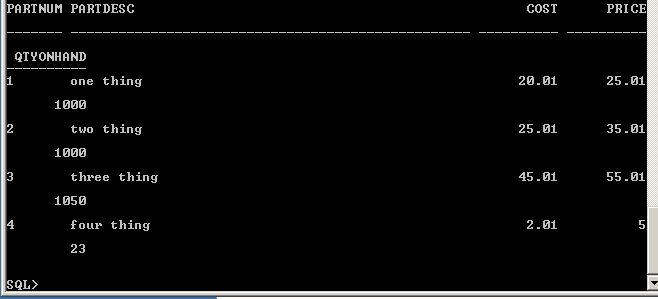 PARTNUM PARTDESC COST PRICE
------- -------------------------------------------------- ---------- ----------
QTYONHAND
----------
1 one thing 20.01 25.01
1000
2 two thing 25.01 35.01
1000
3 three thing 45.01 55.01
1050
4 four thing 2.01 5
23
SQL>